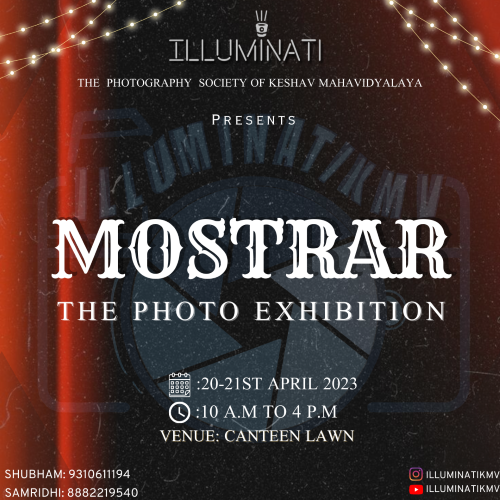 ILLUMINATI
THE PHOTOGRAPHY SOCIETY OF KESHAV MAHAVIDYALAYA
PRESENTS
ILLUMINATIKMV
MOSTRAR
THE PHOTO EXHIBITION
:20-21ST APRIL 2023
:10 A.M TO 4 P.M
VENUE: CANTEEN LAWN
SHUBHAM: 9310611194
SAMRIDHI: 8882219540
ILLUMINATIKMV
ILLUMINATIKMV